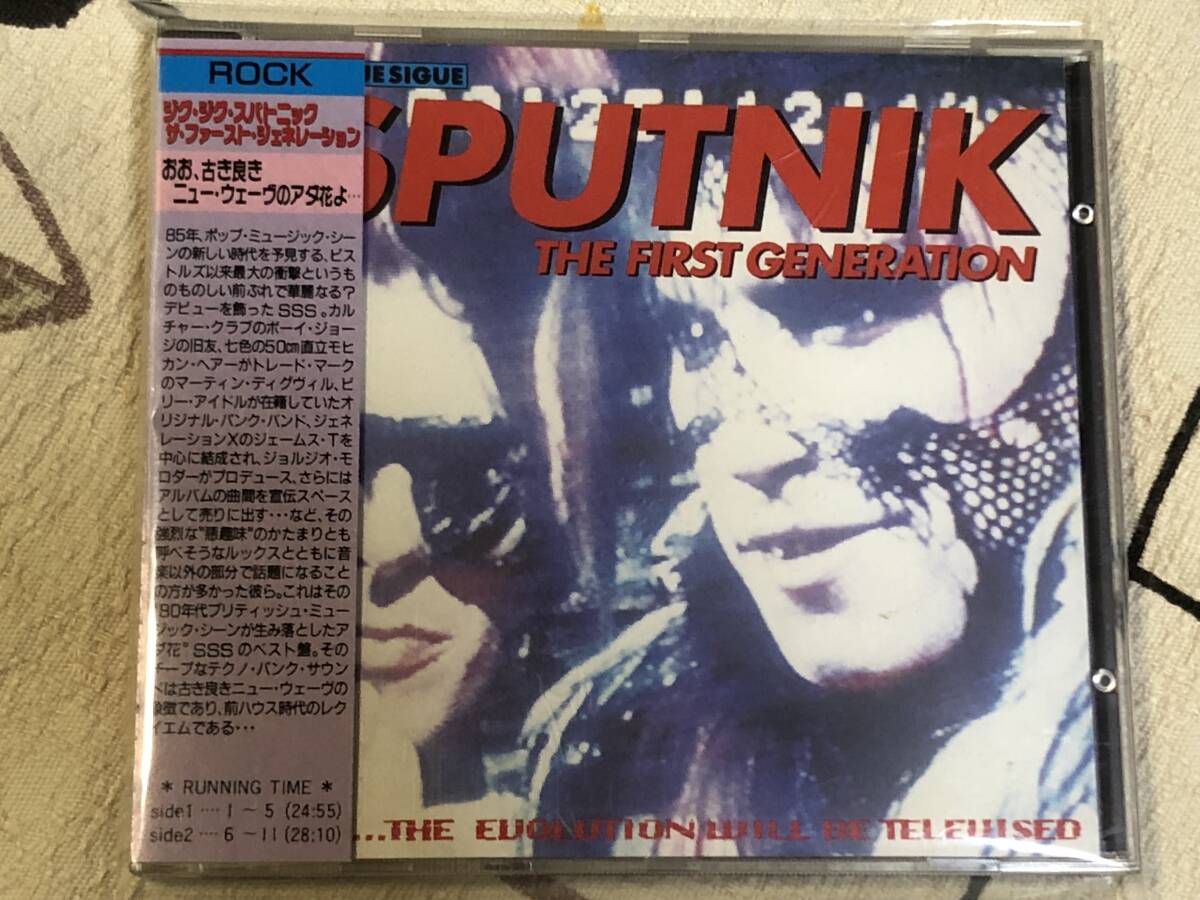 ROCK
ジグ・ジグ・スパトニック
ザ・ファースト・ジェネレーション
おお、古き良き
ニュー・ウェーヴのアダ花よ…
85年、ポップ・ミュージック・シー
ンの新しい時代を予見する、ピス
トルズ以来最大の衝撃というも
のものしい前ぶれで華麗なる?
デビューを飾ったSSS。カル
チャー・クラブのボーイ・ジョー
ジの旧友、七色の50cm直立モヒ
カン・ヘアーがトレード・マーク
のマーティン・ディグヴィル、ビ
リー・アイドルが在籍していたオ
リジナル・パンク・バンド、ジェネ
レーションXのジェームス・Tを
中心に結成され、ジョルジオ・モ
ロダーがプロデュース、さらには
アルバムの曲間を宣伝スペース
として売りに出す…など、その
強烈な"悪趣味"のかたまりとも
呼べそうなルックスとともに音
楽以外の部分で話題になること
の方が多かった彼ら。これはその
'80年代ブリティッシュ・ミュー
ジック・シーンが生み落としたア
ダ花" SSSのベスト盤。その
チープなテクノ・パンク・サウン
ドは古き良きニュー・ウェーヴの
象徴であり、前ハウス時代のレク
イエムである…
* RUNNING TIME *
side1 ···· 1 ~ 5 (24:55)
side2 ···· 6 ~ 11 (28:10)
UE SIGUE
SPUTNIK
THE FIRST GENERATION
...THE EVOLUTION WILL BE TELEVISED